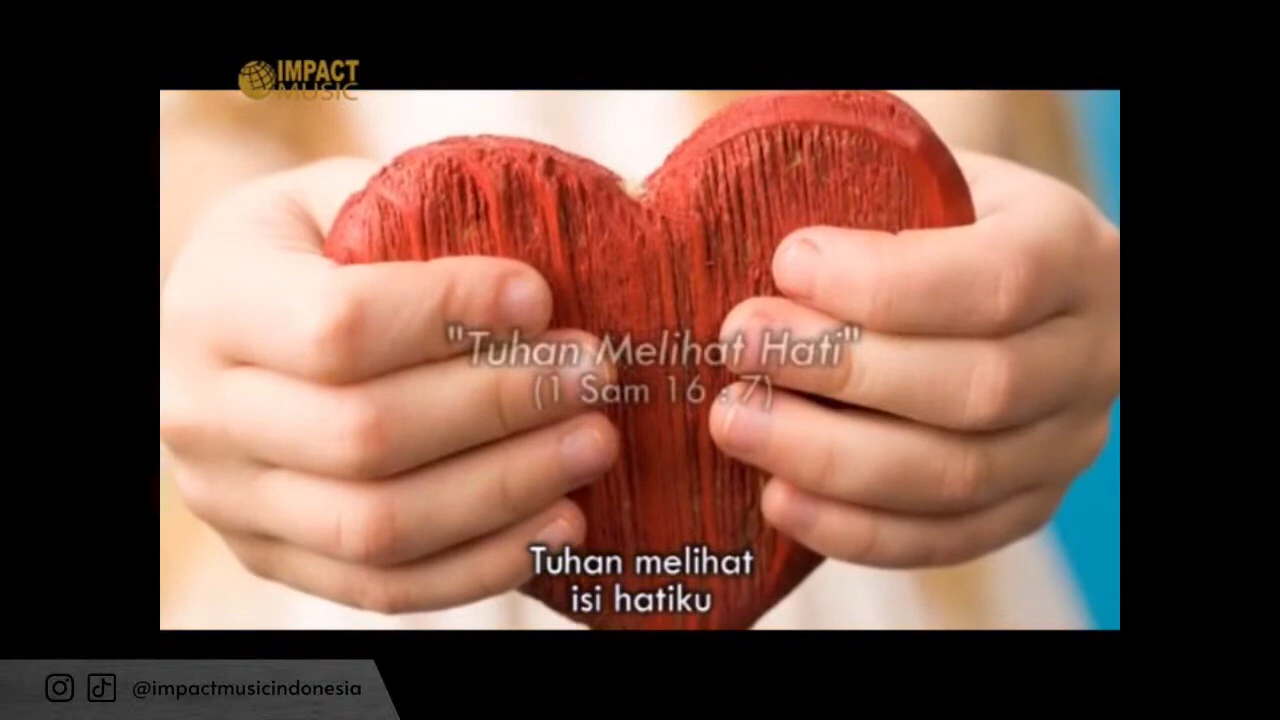 IMPACT
MUSIC
"Tuhan Melihat Hati"
(1 Sam 16 : 7)
Tuhan melihat
isi hatiku
@impactmusicindonesia